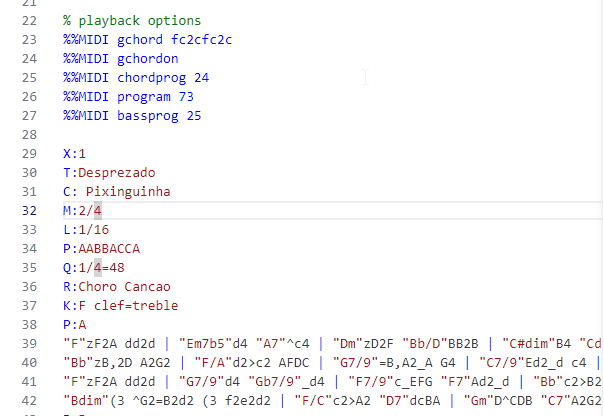 21
22 % playback options
23 %%MIDI gchord fc2cfc2c
24 %%MIDI gchordon
25 %%MIDI chordprog 24
26 %%MIDI program 73
27 %%MIDI bassprog 25
28
29 X:1
30 T:Desprezado
31 C: Pixinguinha
32 M:2/4
33 L:1/16
34 P:AABBACCA
35 Q:1/4=48
36 R:Choro Cancao
37 K:F clef=treble
38 P:A
39 "F"zF2A dd2d | "Em7b5"d4 "A7"^c4 | "Dm"zD2F "Bb/D"BB2B | "C#dim"B4 "Cd
40 "Bb"zB,2D A2G2 | "F/A"d2>c2 AFDC | "G7/9"=B,A2_A G4 | "C7/9"Ed2_d c4 |
41 "F"zF2A dd2d | "G7/9"d4 "Gb7/9"_d4 | "F7/9"c_EFG "F7"Ad2_d | "Bb"c2>B2
42 "Bdim"(3 ^G2=B2d2 (3 f2e2d2 | "F/C"c2>A2 "D7"dcBA | "Gm"D^CDB "C7"A2G2